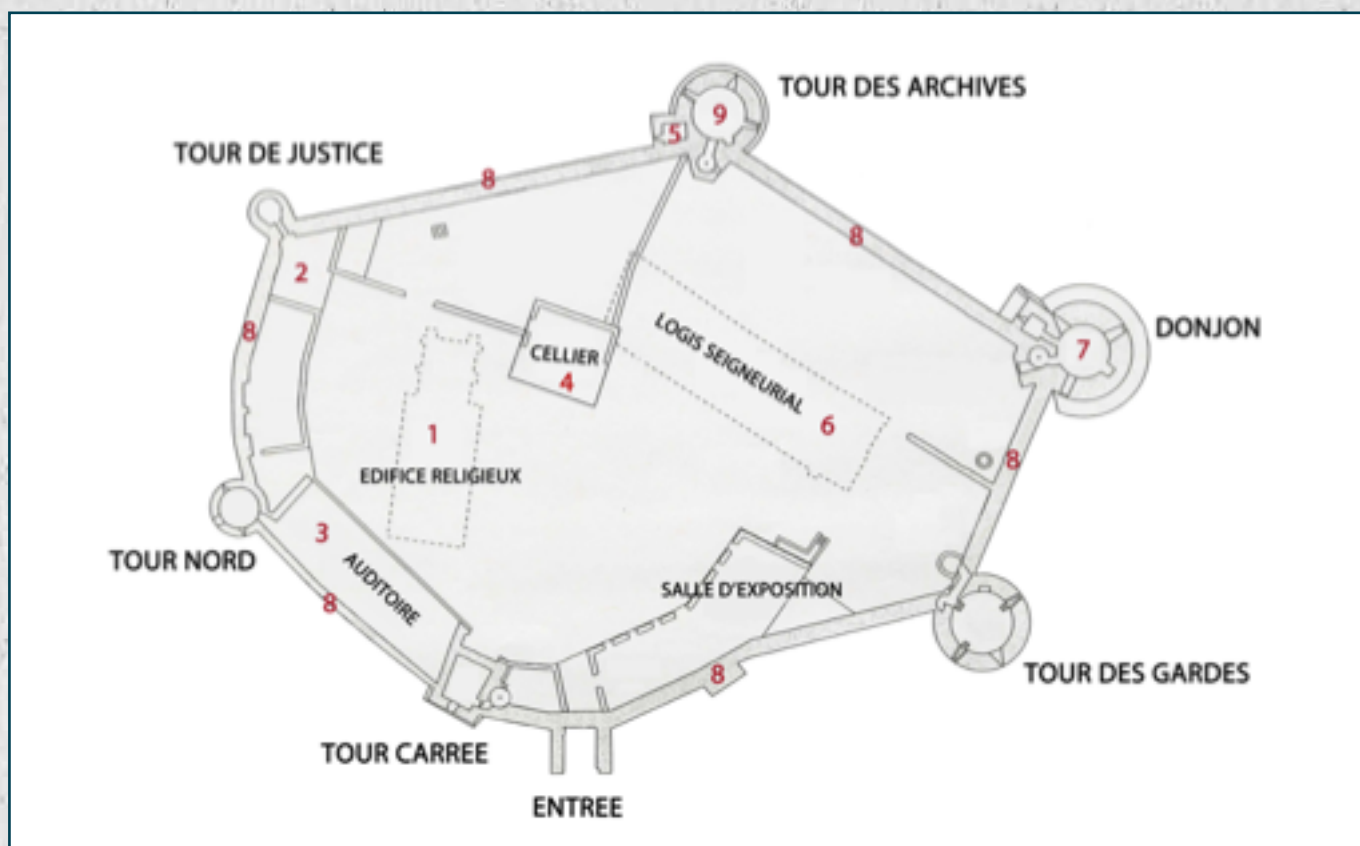 TOUR DES ARCHIVES
9
5
TOUR DE JUSTICE
8
8
2
DONJON
8
LOGIS SEIGNEURIAL
7
CELLIER
4
6
1
EDIFICE RELIGIEUX
8
3
TOUR NORD
AUDITOIRE
SALLE D'EXPOSITION
8
8
TOUR DES GARDES
TOUR CARREE
ENTREE